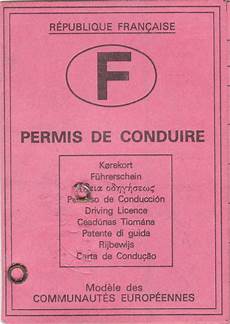 RÉPUBLIQUE FRANÇAISE
F
PERMIS DE CONDUIRE
Kørekort
Führerschein
οδηγήσεως
de Conducción
Driving Licence
Ceadúnas Tiomána
Patente di guida
Rijbewijs
Carta de Condução
Modèle des
COMMUNAUTÉS EUROPÉENNES